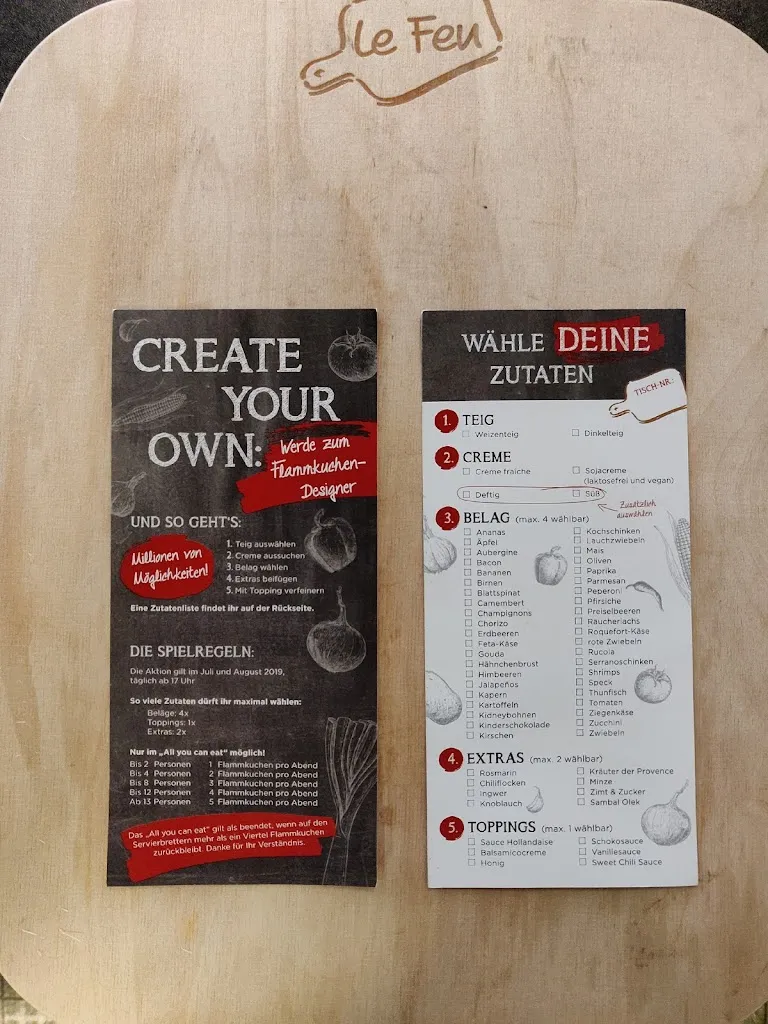 le Feu
CREATE
YOUR
OWN:
Werde zum
Flammkuchen-
Designer
UND SO GEHT'S:
Millionen von
Möglichkeiten!
1. Teig auswählen
2. Creme aussuchen
3. Belag wählen
4. Extras beifügen
5. Mit Topping verfeinern
Eine Zutatenliste findet ihr auf der Rückseite.
DIE SPIELREGELN:
Die Aktion gilt im Juli und August 2019,
täglich ab 17 Uhr
So viele Zutaten dürft ihr maximal wählen:
Beläge: 4x
Toppings: 1x
Extras: 2x
Nur im „All you can eat" möglich!
Bis 2 Personen 1 Flammkuchen pro Abend
Bis 4 Personen 2 Flammkuchen pro Abend
Bis 8 Personen 3 Flammkuchen pro Abend
Bis 12 Personen 4 Flammkuchen pro Abend
Ab 13 Personen 5 Flammkuchen pro Abend
Das „All you can eat" gilt als beendet, wenn auf den
Servierbrettern mehr als ein Viertel Flammkuchen
zurückbleibt. Danke für Ihr Verständnis.
WÄHLE DEINE
ZUTATEN
TISCH-NR.:
1. TEIG
Weizenteig
Dinkelteig
2. CREME
Crème fraîche
Sojacreme
(laktosefrei und vegan)
Deftig
Süß
Zusätzlich
auswählen
3. BELAG (max. 4 wählbar)
Ananas
Äpfel
Aubergine
Bacon
Bananen
Birnen
Blattspinat
Camembert
Champignons
Chorizo
Erdbeeren
Feta-Käse
Gouda
Hähnchenbrust
Himbeeren
Jalapeños
Kapern
Kartoffeln
Kidneybohnen
Kinderschokolade
Kirschen
Kochschinken
Lauchzwiebeln
Mais
Oliven
Paprika
Parmesan
Peperoni
Pfirsiche
Preiselbeeren
Räucherlachs
Roquefort-Käse
rote Zwiebeln
Rucola
Serranoschinken
Shrimps
Speck
Thunfisch
Tomaten
Ziegenkäse
Zucchini
Zwiebeln
4. EXTRAS (max. 2 wählbar)
Rosmarin
Chiliflocken
Ingwer
Knoblauch
Kräuter der Provence
Minze
Zimt & Zucker
Sambal Olek
5. TOPPINGS (max. 1 wählbar)
Sauce Hollandaise
Balsamicocreme
Honig
Schokosauce
Vanillesauce
Sweet Chili Sauce